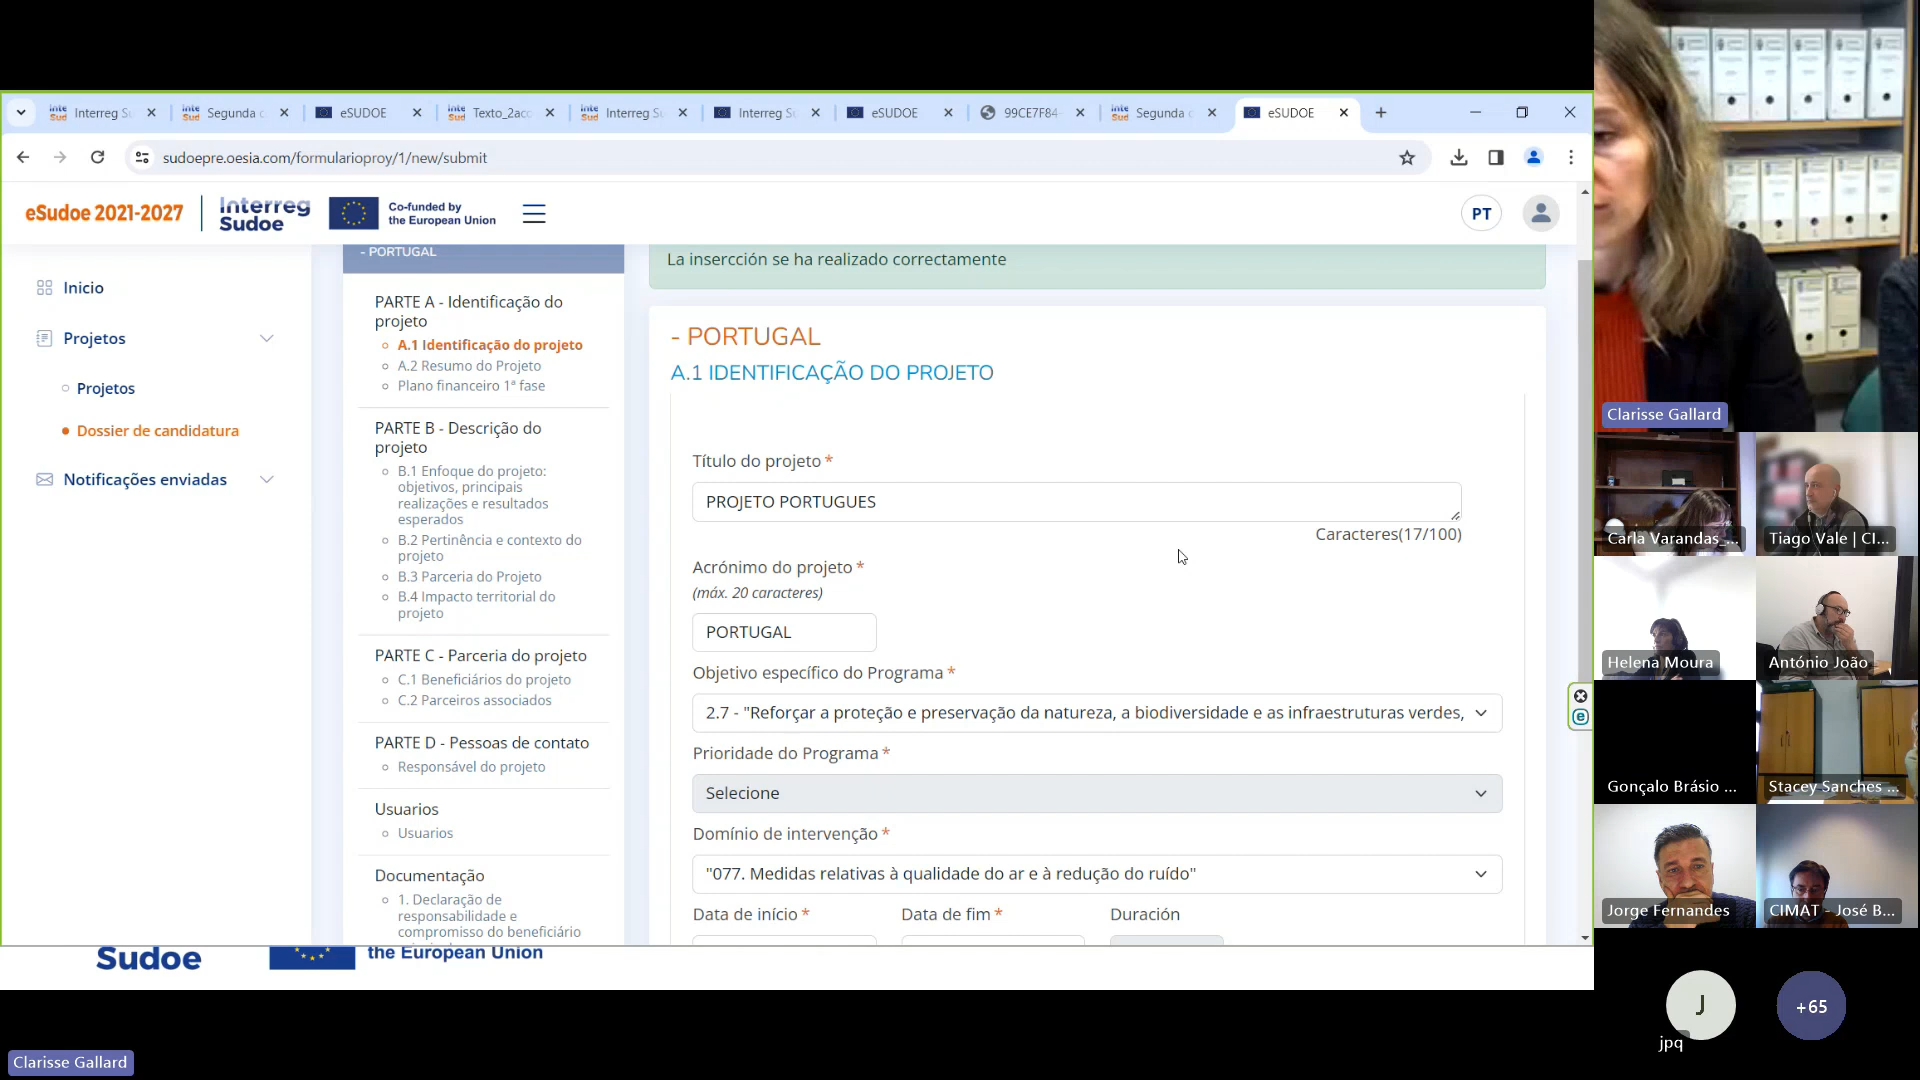 Interreg Su
Segunda c
eSUDOE
Texto_2acc
Interreg Su
Interreg Su
eSUDOE
99CE7F84
Segunda c
eSUDOE
sudoepre.oesia.com/formularioproy/1/new/submit
eSudoe 2021-2027
Interreg
Sudoe
Co-funded by
the European Union
PT
Inicio
Projetos
Projetos
Dossier de candidatura
Notificações enviadas
- PORTUGAL
PARTE A - Identificação do
projeto
A.1 Identificação do projeto
A.2 Resumo do Projeto
Plano financeiro 1ª fase
PARTE B - Descrição do
projeto
B.1 Enfoque do projeto:
objetivos, principais
realizações e resultados
esperados
B.2 Pertinência e contexto do
projeto
B.3 Parceria do Projeto
B.4 Impacto territorial do
projeto
PARTE C - Parceria do projeto
C.1 Beneficiários do projeto
C.2 Parceiros associados
PARTE D - Pessoas de contato
Responsável do projeto
Usuarios
Usuarios
Documentação
1. Declaração de
responsabilidade e
compromisso do beneficiário
La insercción se ha realizado correctamente
- PORTUGAL
A.1 IDENTIFICAÇÃO DO PROJETO
Título do projeto *
PROJETO PORTUGUES
Caracteres(17/100)
Acrónimo do projeto *
(máx. 20 caracteres)
PORTUGAL
Objetivo específico do Programa *
2.7 - "Reforçar a proteção e preservação da natureza, a biodiversidade e as infraestruturas verdes,
Prioridade do Programa *
Selecione
Domínio de intervenção *
"077. Medidas relativas à qualidade do ar e à redução do ruído"
Data de início *
Data de fim *
Duración
Sudoe
the European Union
Clarisse Gallard
Clarisse Gallard
Carla Varandas_...
Tiago Vale | CI...
Helena Moura
António João
Gonçalo Brásio ...
Stacey Sanches ...
Jorge Fernandes
CIMAT - José B...
J
jpq
+65